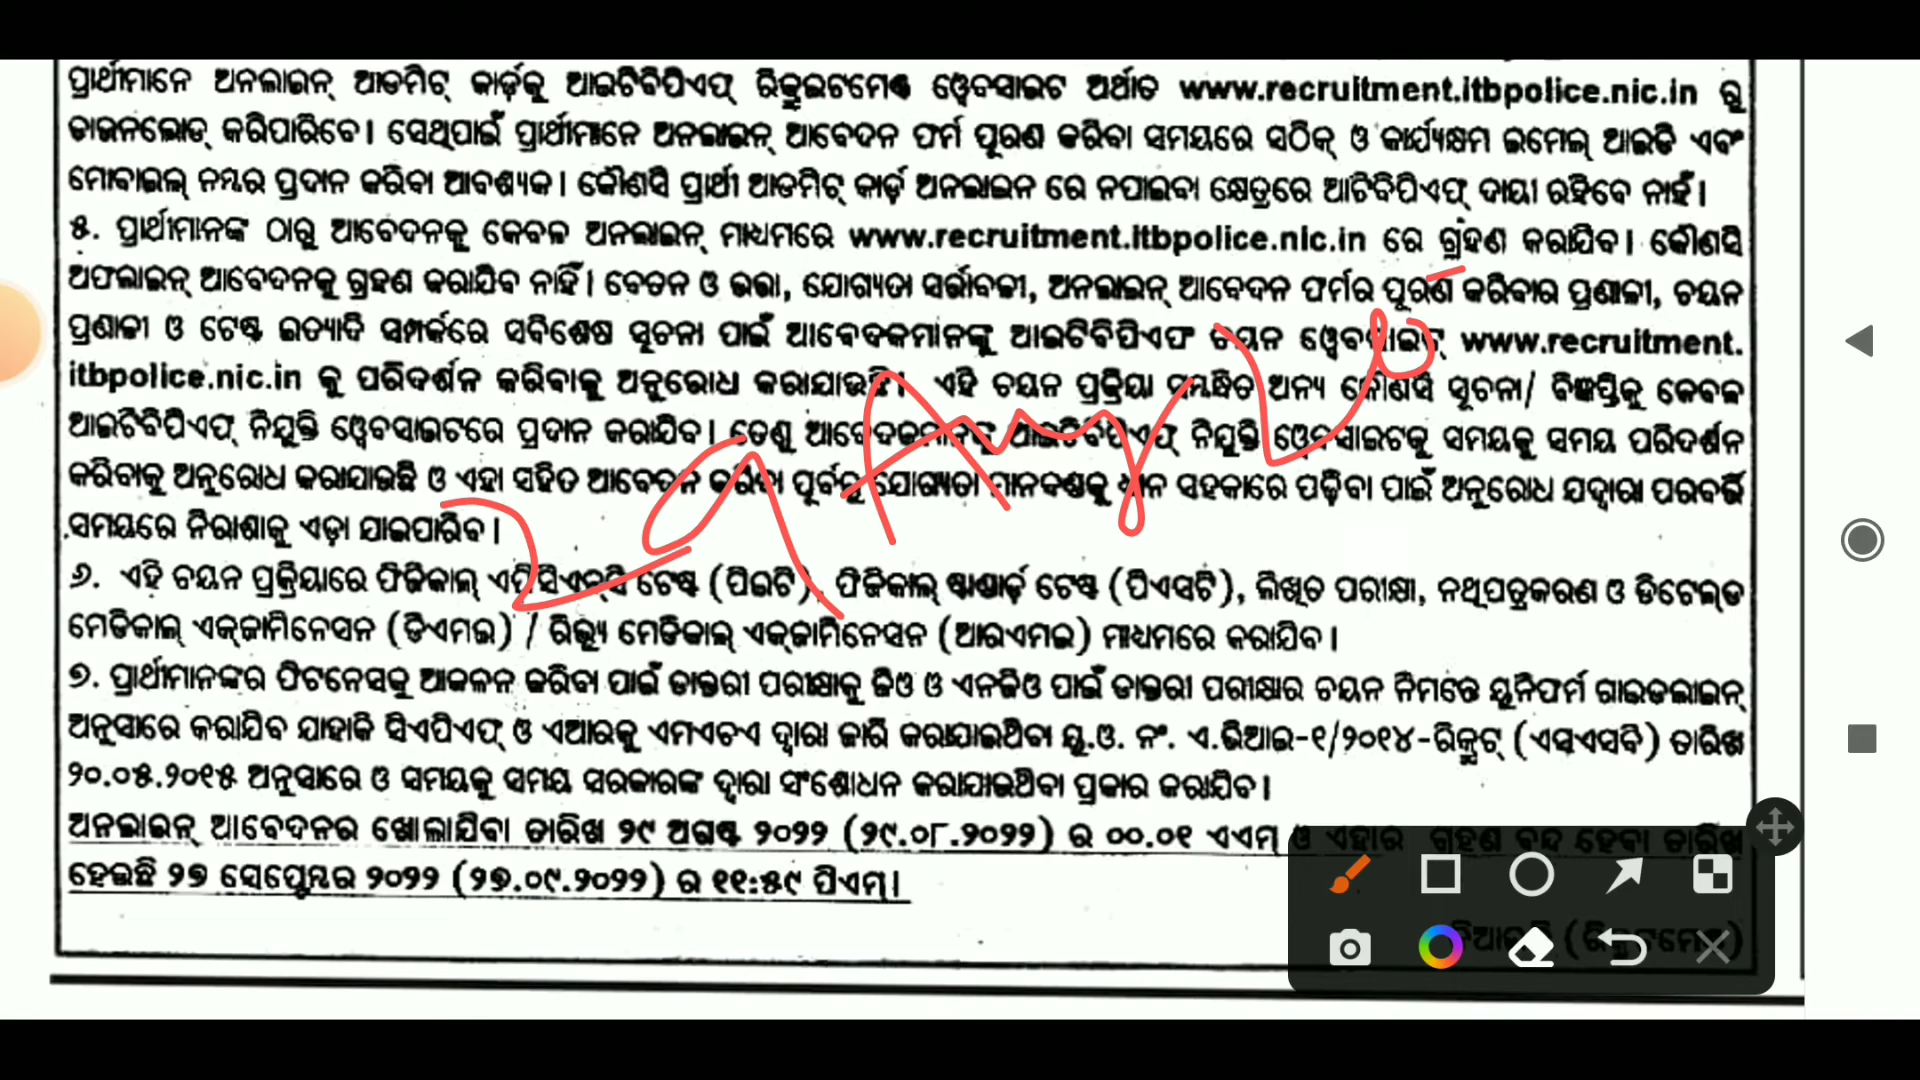 ପ୍ରାର୍ଥୀମାନେ ଅନଲାଇନ୍ ଆଡମିଟ୍ କାର୍ଡ଼କୁ ଆଇଟିବିପିଏଫ୍ ରିକ୍ରୁଇଟମେଣ୍ଟ ୱେବସାଇଟ ଅର୍ଥାତ www.recruitment.itbpolice.nic.in ରୁ
ଡାଉନଲୋଡ୍ କରିପାରିବେ। ସେଥିପାଇଁ ପ୍ରାର୍ଥୀମାନେ ଅନଲାଇନ୍ ଆବେଦନ ଫର୍ମ ପୂରଣ କରିବା ସମୟରେ ସଠିକ୍ ଓ କାର୍ଯ୍ୟକ୍ଷମ ଇମେଲ୍ ଆଇଡି ଏବଂ
ମୋବାଇଲ୍ ନମ୍ବର ପ୍ରଦାନ କରିବା ଆବଶ୍ୟକ। କୌଣସି ପ୍ରାର୍ଥୀ ଆଡମିଟ୍ କାର୍ଡ଼ ଅନଲାଇନ ରେ ନପାଇବା କ୍ଷେତ୍ରରେ ଆଟିବିପିଏଫ୍ ଦାୟୀ ରହିବେ ନାହିଁ।
୫. ପ୍ରାର୍ଥୀମାନଙ୍କ ଠାରୁ ଆବେଦନକୁ କେବଳ ଅନଲାଇନ୍ ମାଧ୍ୟମରେ www.recruitment.itbpolice.nic.in ରେ ଗ୍ରହଣ କରାଯିବ। କୌଣସି
ଅଫଲାଇନ୍ ଆବେଦନକୁ ଗ୍ରହଣ କରାଯିବ ନାହିଁ। ବେତନ ଓ ଭତ୍ତା, ଯୋଗ୍ୟତା ସର୍ତ୍ତାବଳୀ, ଅନଲାଇନ୍ ଆବେଦନ ଫର୍ମର ପୂରଣ କରିବାର ପ୍ରଣାଳୀ, ଚୟନ
ପ୍ରଣାଳୀ ଓ ଟେଷ୍ଟ ଇତ୍ୟାଦି ସମ୍ପର୍କରେ ସବିଶେଷ ସୂଚନା ପାଇଁ ଆବେଦକମାନଙ୍କୁ ଆଇଟିବିପିଏଫ ଚୟନ ୱେବସାଇଟ୍ www.recruitment.
itbpolice.nic.in କୁ ପରିଦର୍ଶନ କରିବାକୁ ଅନୁରୋଧ କରାଯାଉଛି। ଏହି ଚୟନ ପ୍ରକ୍ରିୟା ସମ୍ବନ୍ଧିତ ଅନ୍ୟ କୌଣସି ସୂଚନା/ ବିଜ୍ଞପ୍ତିକୁ କେବଳ
ଆଇଟିବିପିଏଫ୍ ନିଯୁକ୍ତି ୱେବସାଇଟରେ ପ୍ରଦାନ କରାଯିବ। ତେଣୁ ଆବେଦକମାନଙ୍କୁ ଆଇଟିବିପିଏଫ୍ ନିଯୁକ୍ତି ୱେବସାଇଟକୁ ସମୟକୁ ସମୟ ପରିଦର୍ଶନ
କରିବାକୁ ଅନୁରୋଧ କରାଯାଉଛି ଓ ଏହା ସହିତ ଆବେଦନ କରିବା ପୂର୍ବରୁ ଯୋଗ୍ୟତା ମାନଦଣ୍ଡକୁ ଧ୍ୟାନ ସହକାରେ ପଢ଼ିବା ପାଇଁ ଅନୁରୋଧ ଯଦ୍ଵାରା ପରବର୍ତ୍ତି
ସମୟରେ ନିରାଶାକୁ ଏଡ଼ା ଯାଇପାରିବ।
୬. ଏହି ଚୟନ ପ୍ରକ୍ରିୟାରେ ଫିଜିକାଲ୍ ଏଫିସିଏନ୍‌ସି ଟେଷ୍ଟ (ପିଇଟି), ଫିଜିକାଲ୍ ଷ୍ଟାଣ୍ଡାର୍ଡ଼ ଟେଷ୍ଟ (ପିଏସଟି), ଲିଖିତ ପରୀକ୍ଷା, ନଥିପତ୍ରକରଣ ଓ ଡିଟେଲ୍‌ଡ
ମେଡିକାଲ୍ ଏକ୍‌ଜାମିନେସନ (ଡିଏମଇ) / ରିଭ୍ୟୁ ମେଡିକାଲ୍ ଏକ୍‌ଜାମିନେସନ (ଆରଏମଇ) ମାଧ୍ୟମରେ କରାଯିବ।
୭. ପ୍ରାର୍ଥୀମାନଙ୍କର ଫିଟନେସକୁ ଆକଳନ କରିବା ପାଇଁ ଡାକ୍ତରୀ ପରୀକ୍ଷାକୁ ଜିଓ ଓ ଏନଜିଓ ପାଇଁ ଡାକ୍ତରୀ ପରୀକ୍ଷାର ଚୟନ ନିମନ୍ତେ ୟୁନିଫର୍ମ ଗାଇଡଲାଇନ୍
ଅନୁସାରେ କରାଯିବ ଯାହାକି ସିଏପିଏଫ୍ ଓ ଏଆରକୁ ଏମଏଚଏ ଦ୍ୱାରା ଜାରି କରାଯାଇଥିବା ୟୁ.ଓ. ନଂ. ଏ.ଭିଆଇ-୧/୨୦୧୪-ରିକ୍ରୁଟ୍ (ଏସଏସବି) ତାରିଖ
୨୦.୦୫.୨୦୧୫ ଅନୁସାରେ ଓ ସମୟକୁ ସମୟ ସରକାରଙ୍କ ଦ୍ୱାରା ସଂଶୋଧନ କରାଯାଇଥିବା ପ୍ରକାର କରାଯିବ।
ଅନଲାଇନ୍ ଆବେଦନର ଖୋଲାଯିବା ତାରିଖ ୨୯ ଅଗଷ୍ଟ ୨୦୨୨ (୨୯.୦୮.୨୦୨୨) ର ୦୦.୦୧ ଏଏମ୍ ଓ ଏହାର ଗ୍ରହଣ ବନ୍ଦ ହେବା ତାରିଖ
ହେଉଛି ୨୭ ସେପ୍ଟେମ୍ବର ୨୦୨୨ (୨୭.୦୯.୨୦୨୨) ର ୧୧:୫୯ ପିଏମ୍।